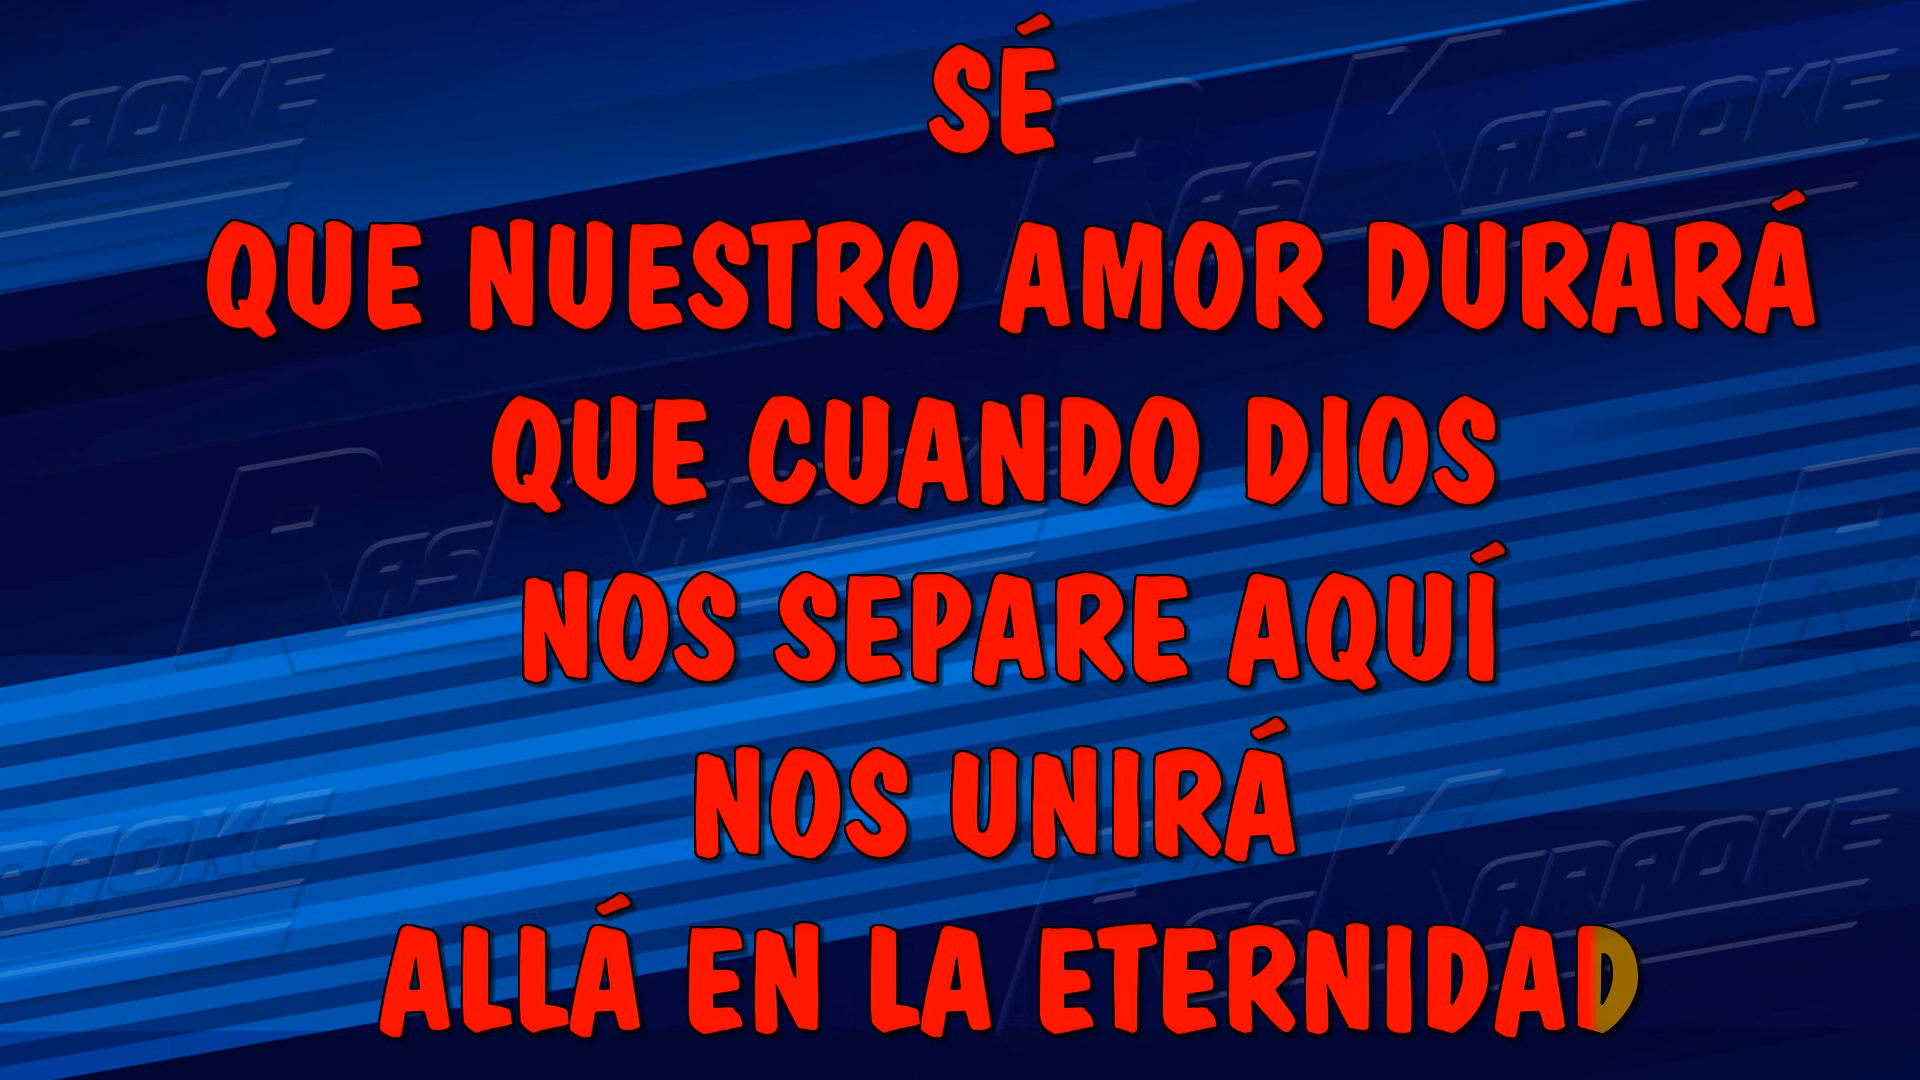 SÉ
QUE NUESTRO AMOR DURARÁ
QUE CUANDO DIOS
NOS SEPARE AQUÍ
NOS UNIRÁ
ALLÁ EN LA ETERNIDAD